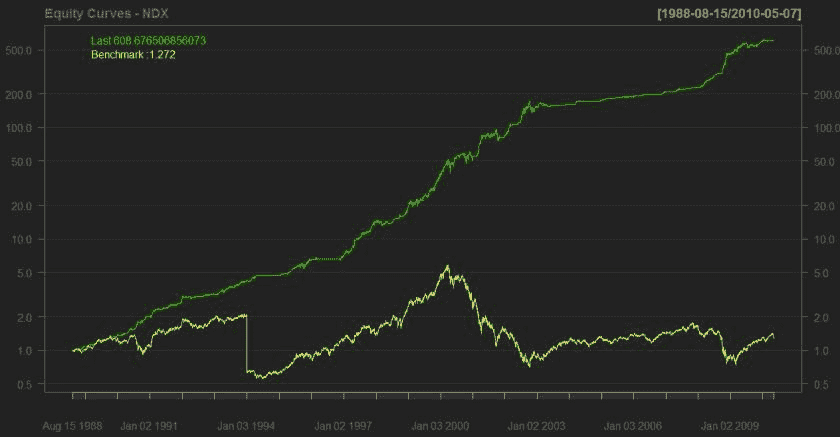 Equity Curves - NDX [1988-08-15/2010-05-07]
Last 608.676506856073
Benchmark :1.272
500.0 500.0
200.0 200.0
100.0 100.0
50.0 50.0
20.0 20.0
10.0 10.0
5.0 5.0
2.0 2.0
1.0 1.0
0.5 0.5
Aug 15 1988 Jan 02 1991 Jan 03 1994 Jan 02 1997 Jan 03 2000 Jan 02 2003 Jan 03 2006 Jan 02 2009